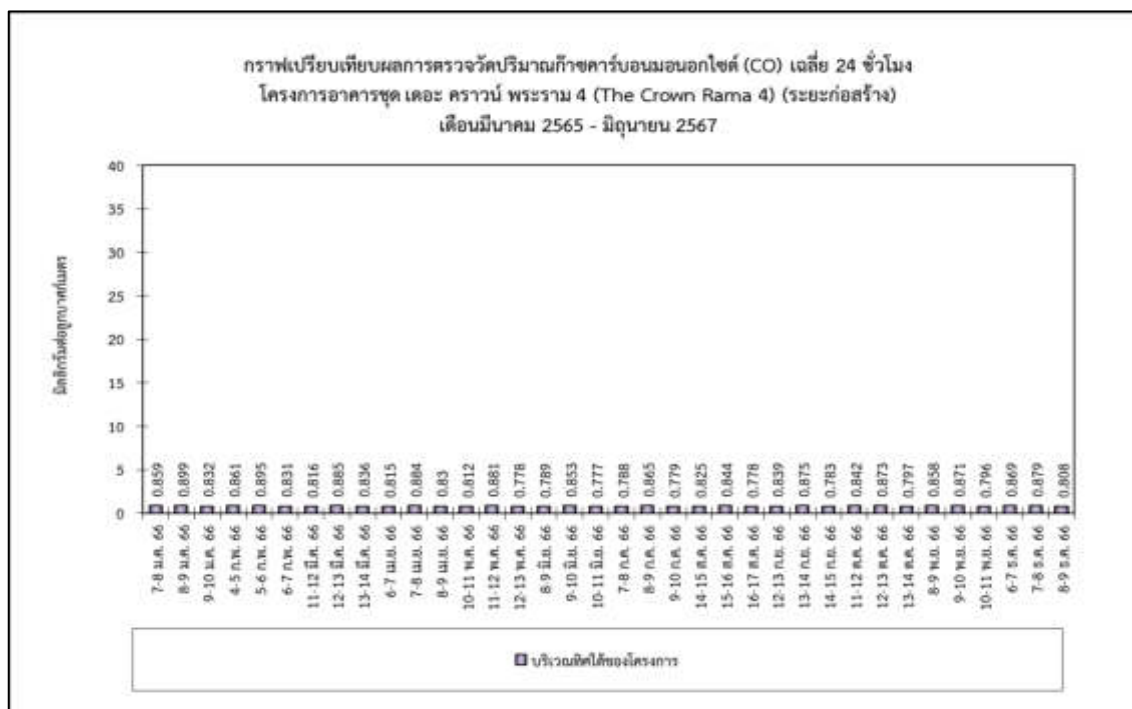 กราฟเปรียบเทียบผลการตรวจวัดปริมาณก๊าซคาร์บอนมอนอกไซด์ (CO) เฉลี่ย 24 ชั่วโมง
โครงการอาคารชุด เดอะ คราวน์ พระราม 4 (The Crown Rama 4) (ระยะก่อสร้าง)
เดือนมีนาคม 2565 - มิถุนายน 2567
มิลลิกรัมต่อลูกบาศก์เมตร
40
35
30
25
20
15
10
5
0
0.859
0.899
0.832
0.861
0.895
0.831
0.816
0.885
0.836
0.815
0.884
0.83
0.812
0.881
0.778
0.789
0.853
0.777
0.788
0.865
0.779
0.825
0.844
0.778
0.839
0.875
0.783
0.842
0.873
0.797
0.858
0.871
0.796
0.869
0.879
0.808
7-8 ม.ค. 66
8-9 ม.ค. 66
9-10 ม.ค. 66
4-5 ก.พ. 66
5-6 ก.พ. 66
6-7 ก.พ. 66
11-12 มี.ค. 66
12-13 มี.ค. 66
13-14 มี.ค. 66
6-7 เม.ย. 66
7-8 เม.ย. 66
8-9 เม.ย. 66
10-11 พ.ค. 66
11-12 พ.ค. 66
12-13 พ.ค. 66
8-9 มิ.ย. 66
9-10 มิ.ย. 66
10-11 มิ.ย. 66
7-8 ก.ค. 66
8-9 ก.ค. 66
9-10 ก.ค. 66
14-15 ส.ค. 66
15-16 ส.ค. 66
16-17 ส.ค. 66
12-13 ก.ย. 66
13-14 ก.ย. 66
14-15 ก.ย. 66
11-12 ต.ค. 66
12-13 ต.ค. 66
13-14 ต.ค. 66
8-9 พ.ย. 66
9-10 พ.ย. 66
10-11 พ.ย. 66
6-7 ธ.ค. 66
7-8 ธ.ค. 66
8-9 ธ.ค. 66
บริเวณทิศใต้ของโครงการ